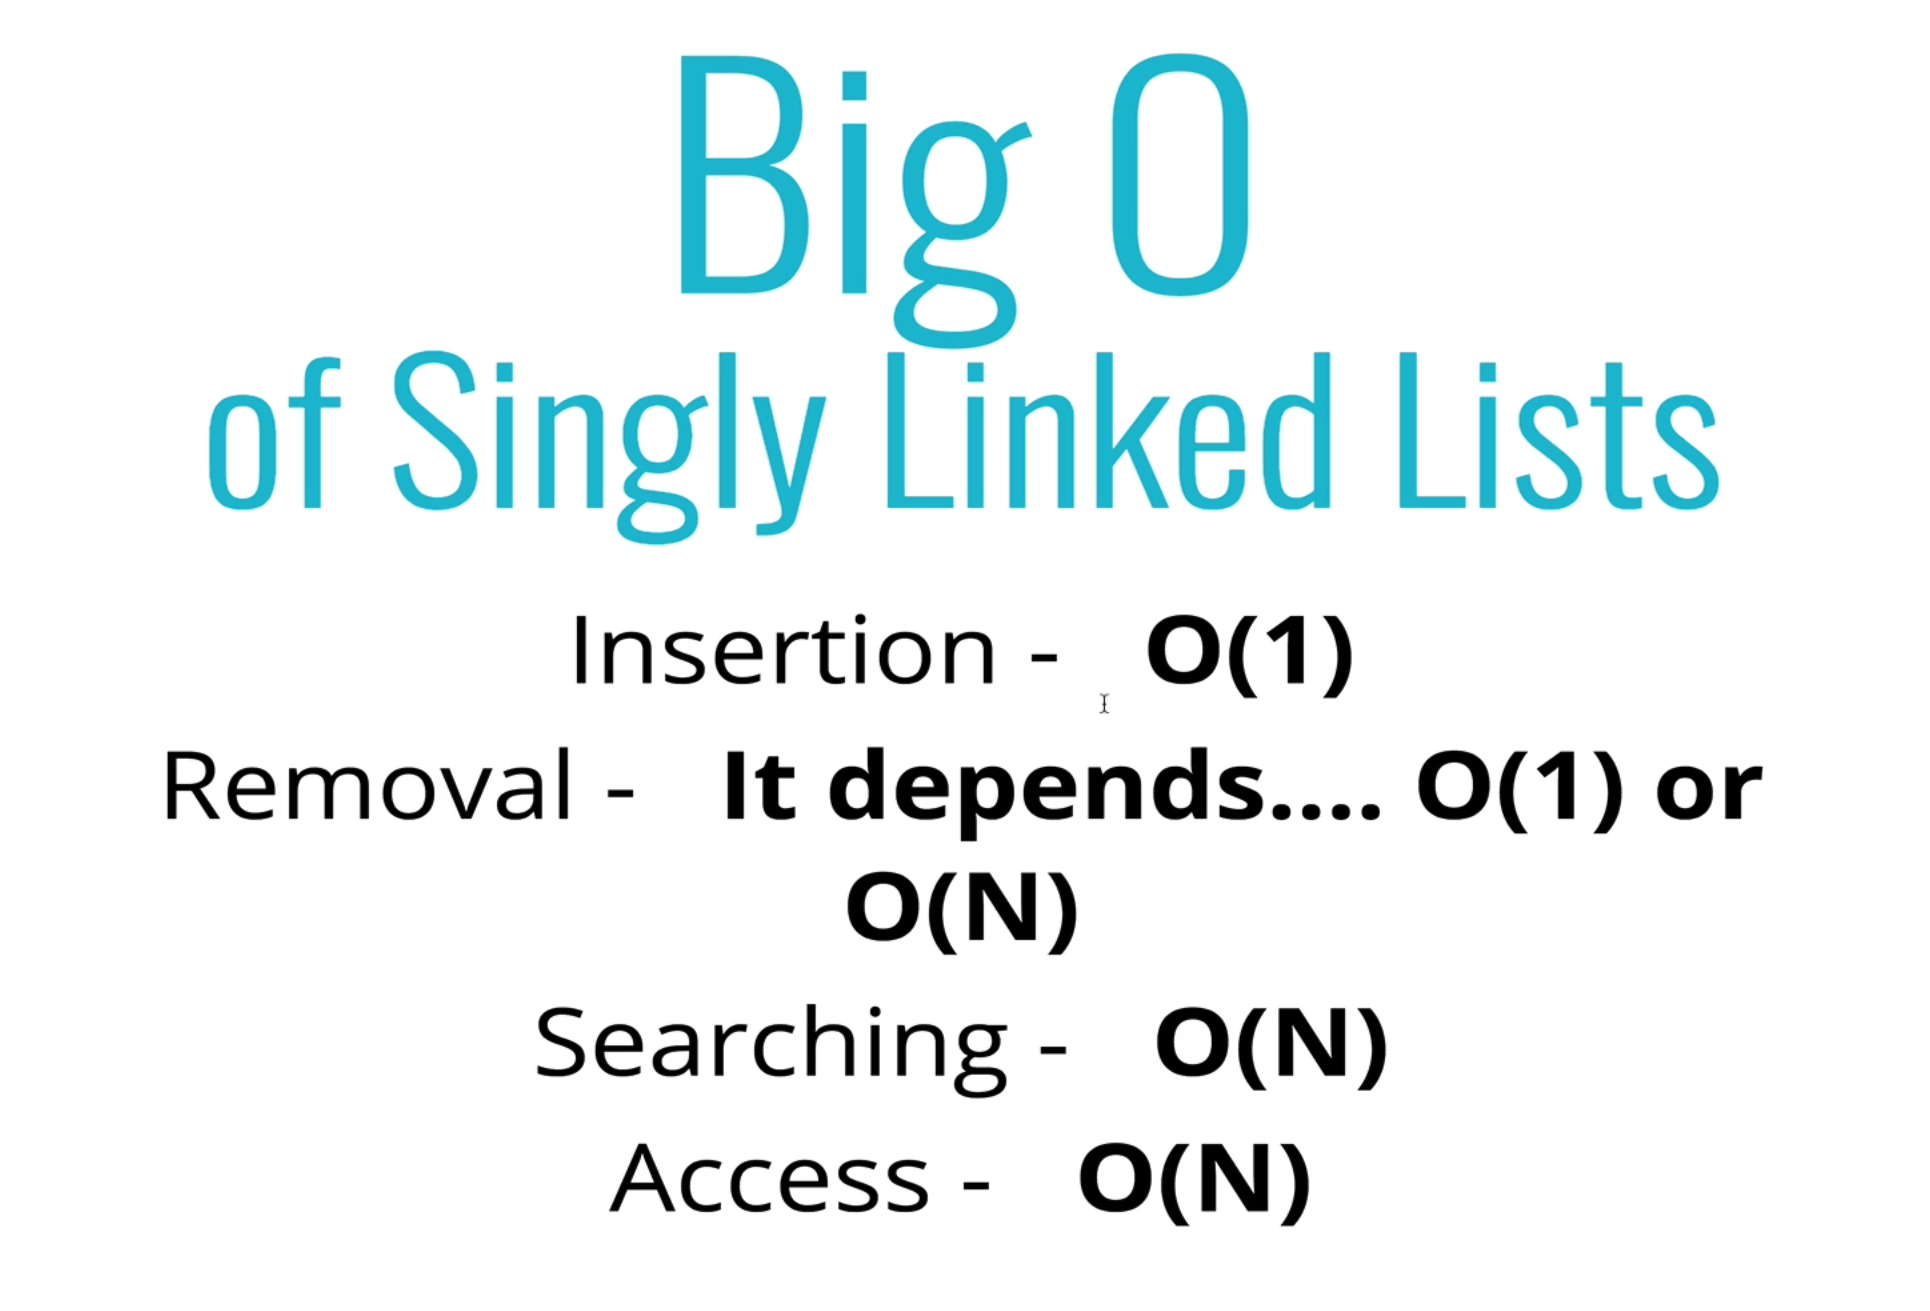 Big O
of Singly Linked Lists
Insertion - O(1)
Removal - It depends.... O(1) or
O(N)
Searching - O(N)
Access - O(N)